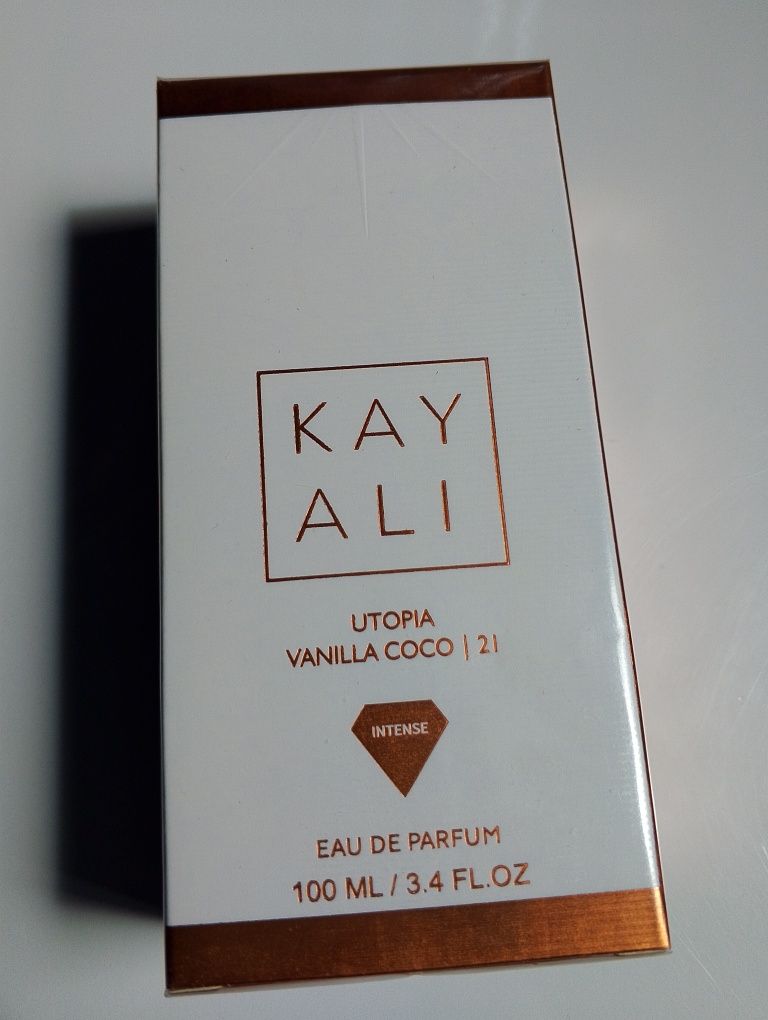 KAY
ALI
UTOPIA
VANILLA COCO | 21
INTENSE
EAU DE PARFUM
100 ML / 3.4 FL.OZ